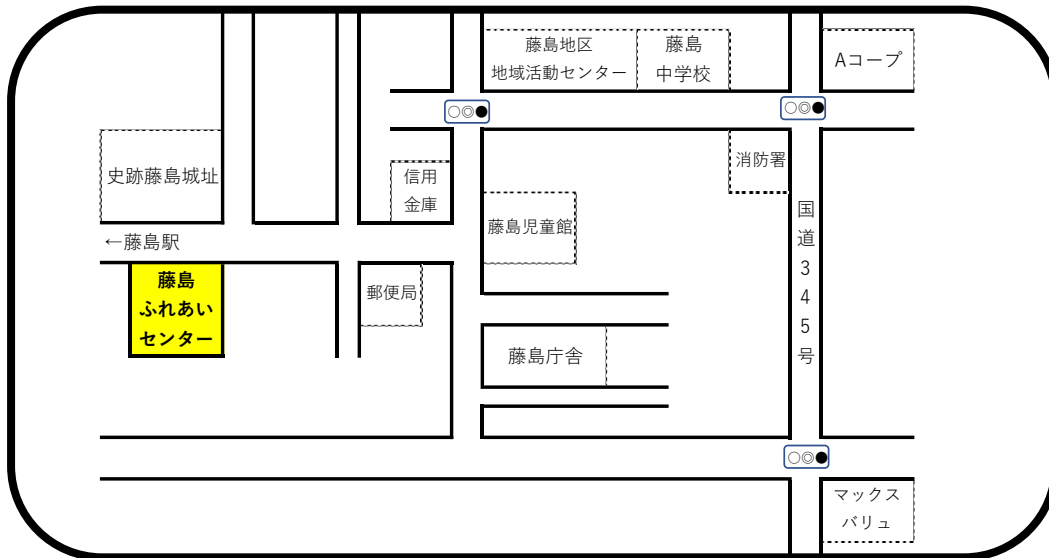 藤島地区
地域活動センター
藤島
中学校
Aコープ
史跡藤島城址
信用
金庫
消防署
藤島児童館
国道345号
←藤島駅
藤島
ふれあい
センター
郵便局
藤島庁舎
マックス
バリュ